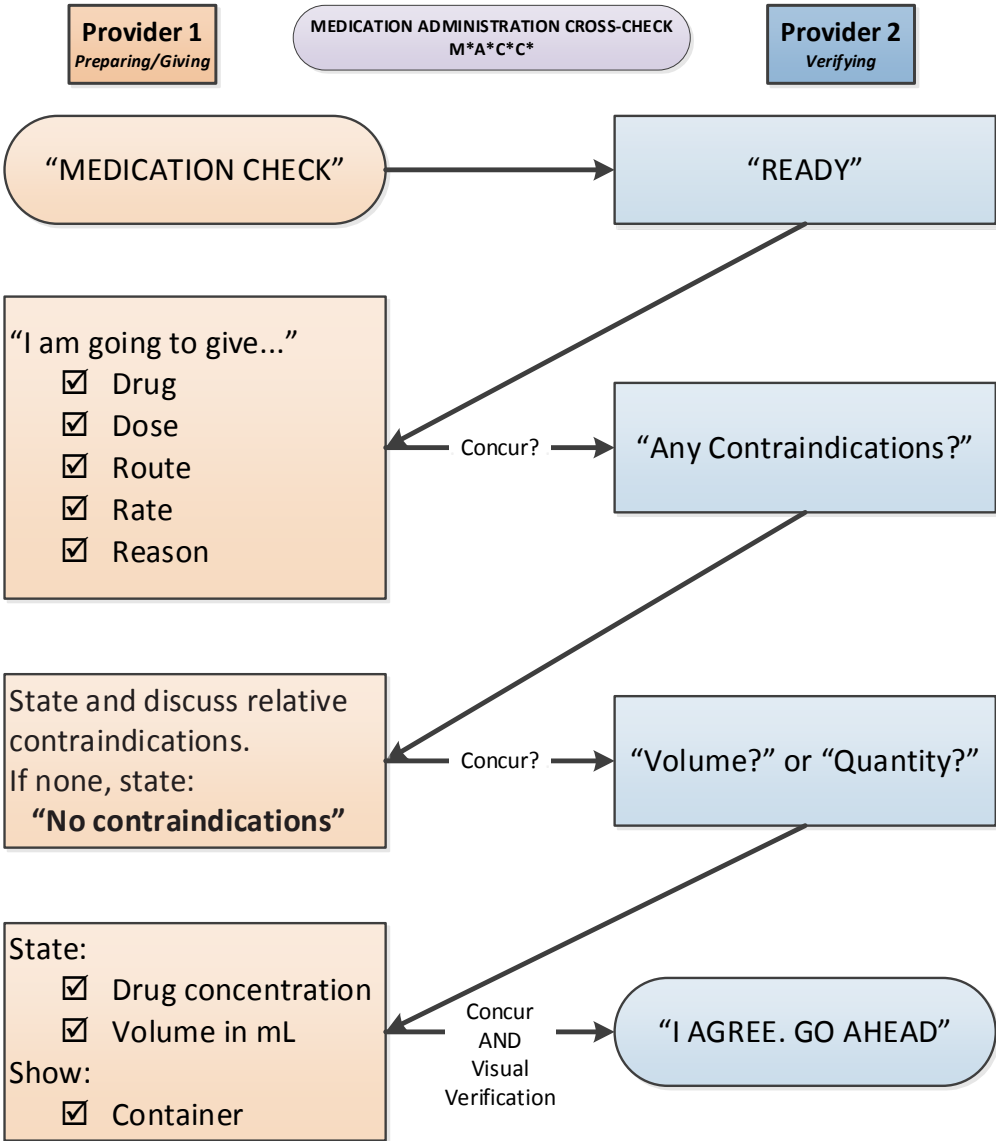 Provider 1
Preparing/Giving
MEDICATION ADMINISTRATION CROSS-CHECK
M*A*C*C*
Provider 2
Verifying
“MEDICATION CHECK”
“READY”
“I am going to give...”
☑ Drug
☑ Dose
☑ Route
☑ Rate
☑ Reason
Concur?
“Any Contraindications?”
State and discuss relative
contraindications.
If none, state:
“No contraindications”
Concur?
“Volume?” or “Quantity?”
State:
☑ Drug concentration
☑ Volume in mL
Show:
☑ Container
Concur
AND
Visual
Verification
“I AGREE. GO AHEAD”